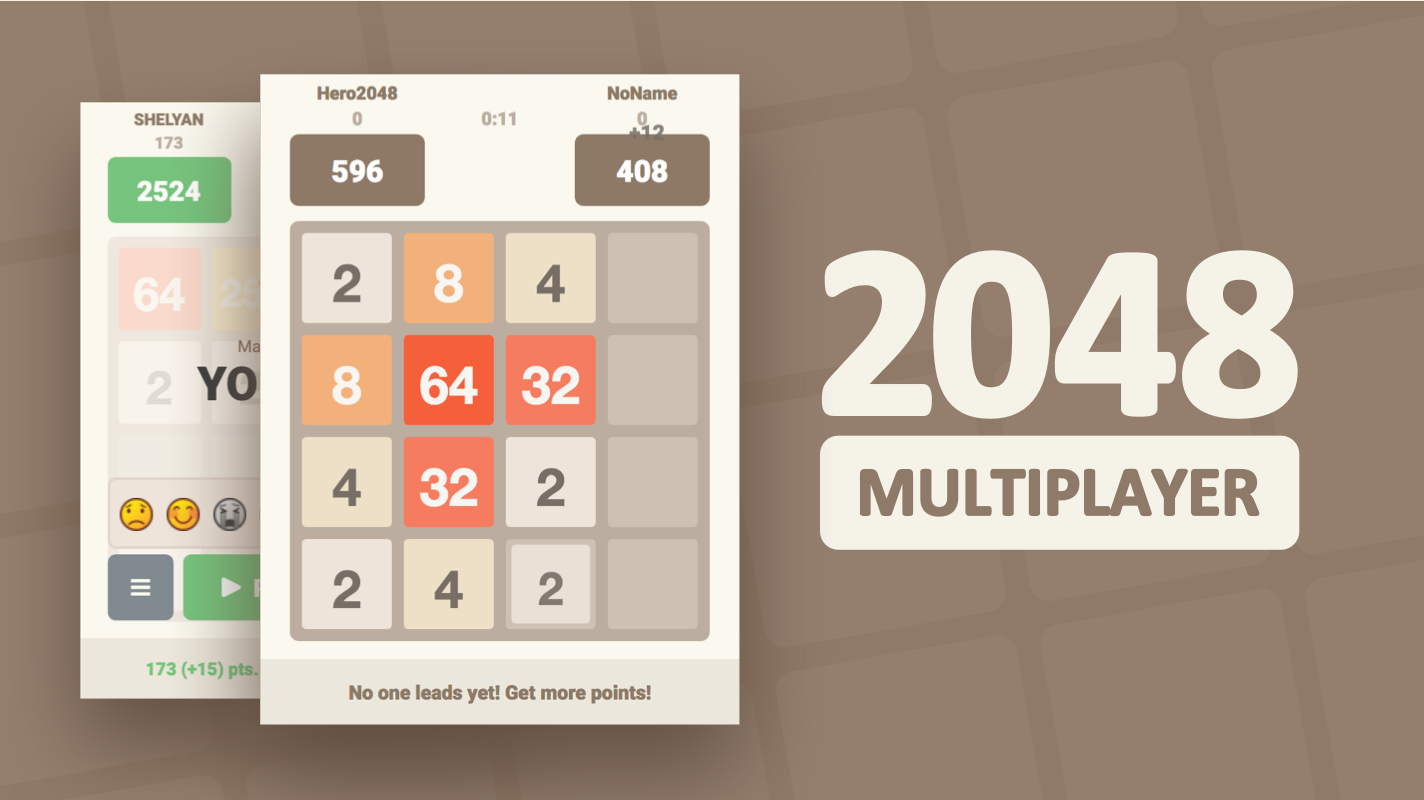 SHELYAN
173
2524
64
2
YO
173 (+15) pts.
Hero2048
NoName
0
0:11
0
+12
596
408
2 8 4
8 64 32
4 32 2
2 4 2
No one leads yet! Get more points!
2048
MULTIPLAYER